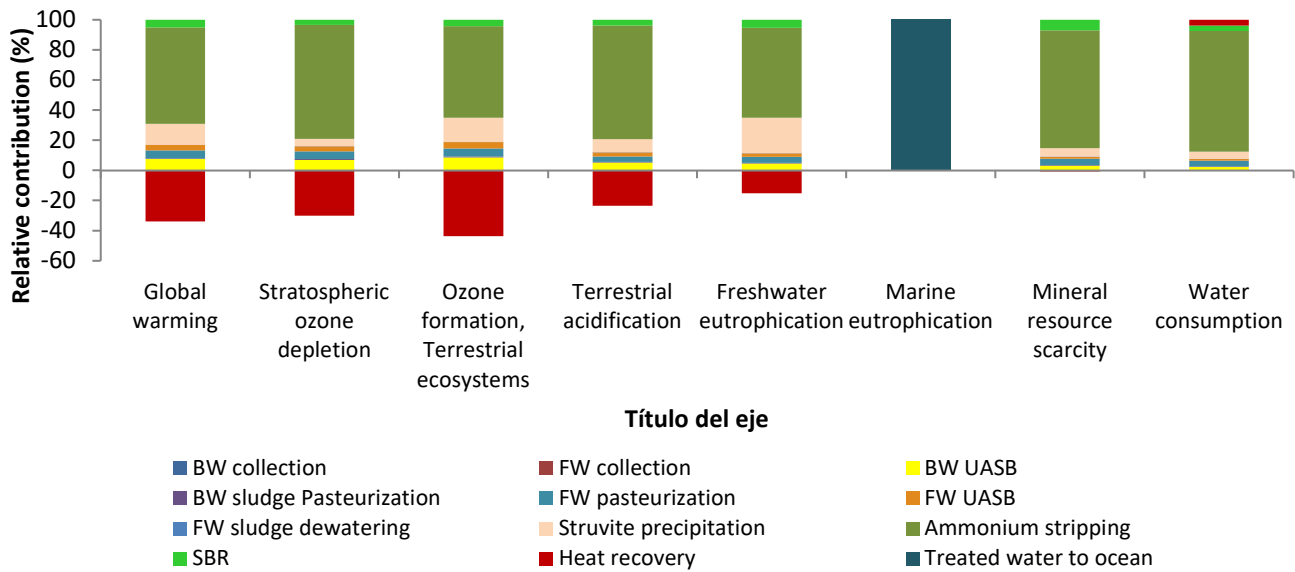 Relative contribution (%)
100
80
60
40
20
0
-20
-40
-60
Global
warming
Stratospheric
ozone
depletion
Ozone
formation,
Terrestrial
ecosystems
Terrestrial
acidification
Freshwater
eutrophication
Marine
eutrophication
Mineral
resource
scarcity
Water
consumption
Título del eje
BW collection
FW collection
BW UASB
BW sludge Pasteurization
FW pasteurization
FW UASB
FW sludge dewatering
Struvite precipitation
Ammonium stripping
SBR
Heat recovery
Treated water to ocean